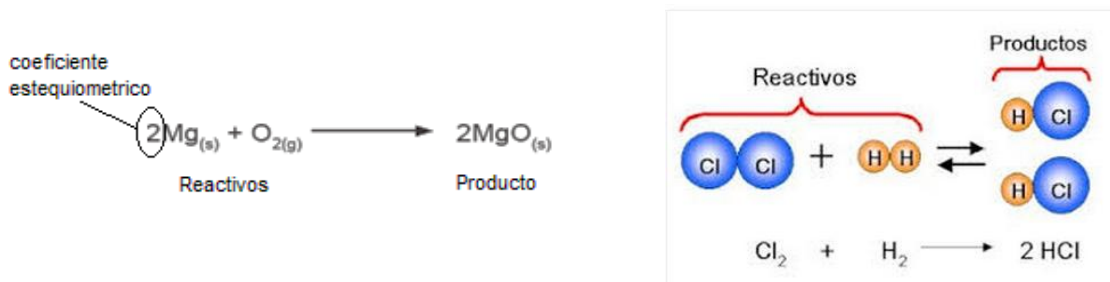 coeficiente
estequiometrico
2Mg(s) + O2(g) 2MgO(s)
Reactivos Producto
Productos
Reactivos
H Cl
Cl Cl + H H
H Cl
Cl2 + H2 2 HCl